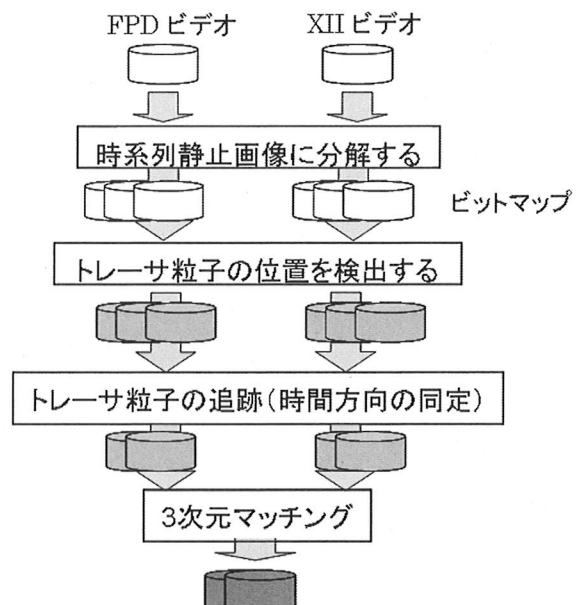 FPD ビデオ XII ビデオ
時系列静止画像に分解する
ビットマップ
トレーサ粒子の位置を検出する
トレーサ粒子の追跡(時間方向の同定)
3次元マッチング